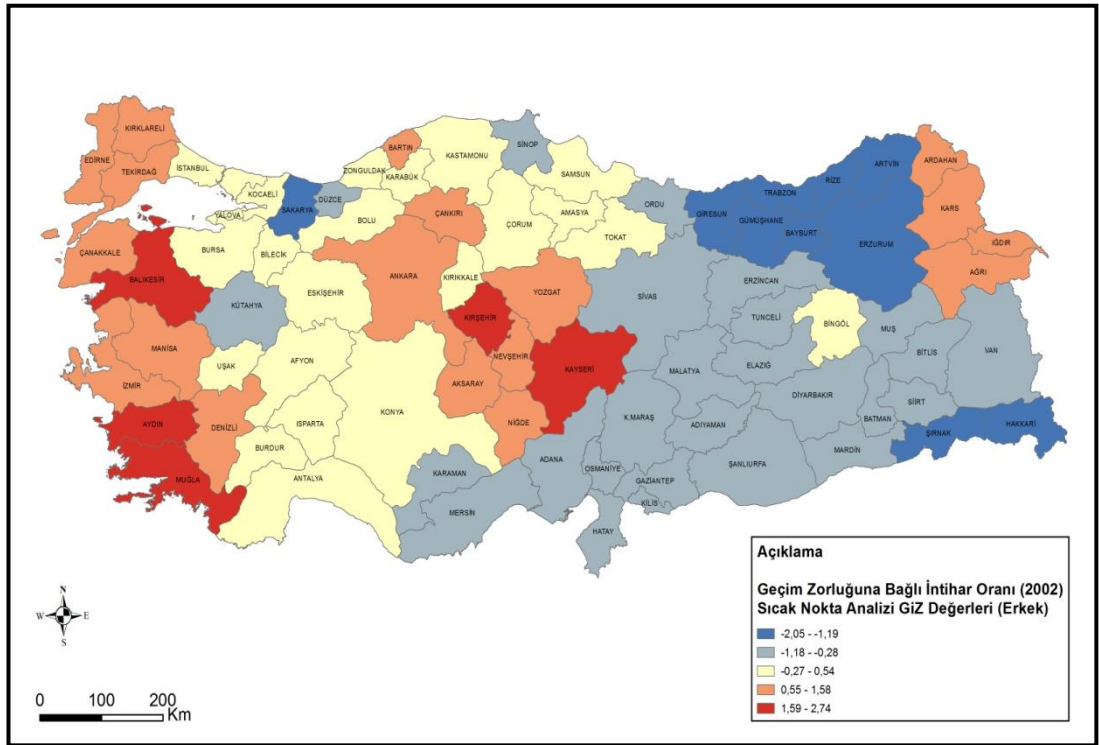 KIRKLARELİ
EDİRNE
TEKİRDAĞ
İSTANBUL
KOCAELİ
YALOVA
SAKARYA
DÜZCE
ZONGULDAK
BARTIN
KARABÜK
KASTAMONU
SİNOP
SAMSUN
BOLU
ÇANKIRI
ÇORUM
AMASYA
TOKAT
ORDU
GİRESUN
TRABZON
RİZE
ARTVİN
ARDAHAN
KARS
IĞDIR
AĞRI
GÜMÜŞHANE
BAYBURT
ERZURUM
ERZİNCAN
ÇANAKKALE
BALIKESİR
BURSA
BİLECİK
ESKİŞEHİR
ANKARA
KIRIKKALE
YOZGAT
SİVAS
TUNCELİ
BİNGÖL
MUŞ
BİTLİS
VAN
KÜTAHYA
KIRŞEHİR
NEVŞEHİR
KAYSERİ
MALATYA
ELAZIĞ
DİYARBAKIR
BATMAN
SİİRT
ŞIRNAK
HAKKARİ
MARDİN
MANİSA
UŞAK
AFYON
İZMİR
AYDIN
DENİZLİ
ISPARTA
BURDUR
KONYA
AKSARAY
NİĞDE
MUĞLA
ANTALYA
KARAMAN
MERSİN
ADANA
K.MARAŞ
ADIYAMAN
OSMANİYE
GAZİANTEP
KİLİS
ŞANLIURFA
HATAY
N
W E
S
0 100 200
Km
Açıklama
Geçim Zorluğuna Bağlı İntihar Oranı (2002)
Sıcak Nokta Analizi GiZ Değerleri (Erkek)
-2,05 - -1,19
-1,18 - -0,28
-0,27 - 0,54
0,55 - 1,58
1,59 - 2,74